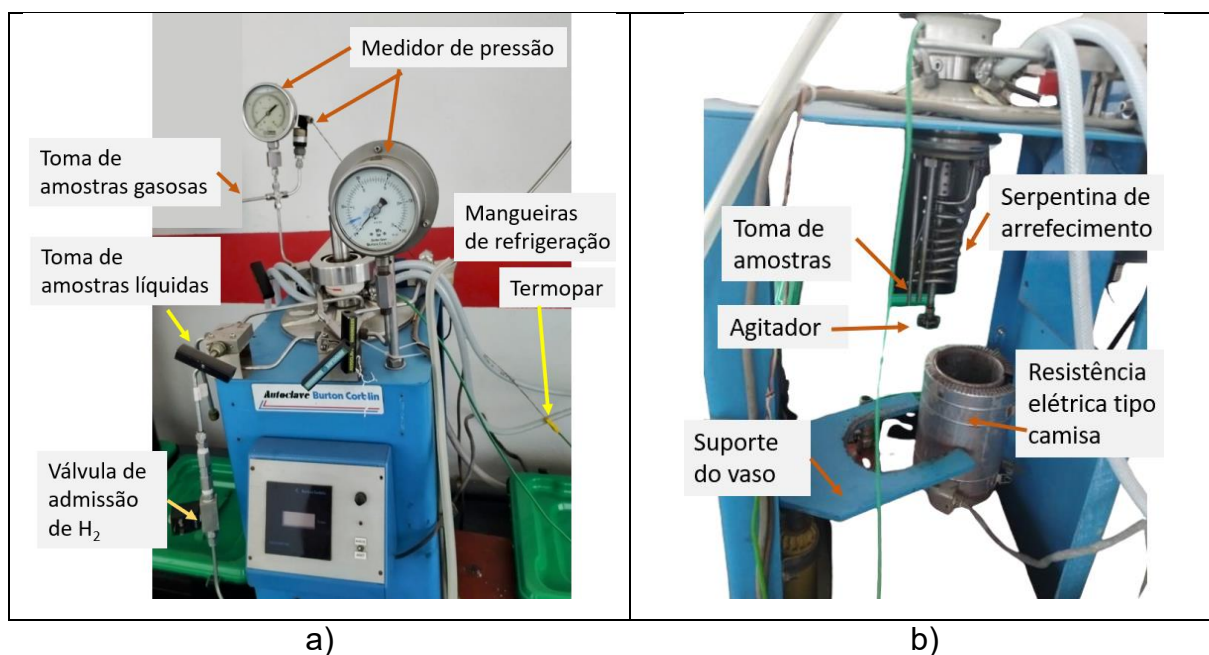 Medidor de pressão
Toma de
amostras gasosas
Mangueiras
de refrigeração
Toma de
amostras líquidas
Termopar
Autoclave Burton Corblin
Válvula de
admissão
de H₂
a)
Serpentina de
arrefecimento
Toma de
amostras
Agitador
Resistência
elétrica tipo
camisa
Suporte
do vaso
b)